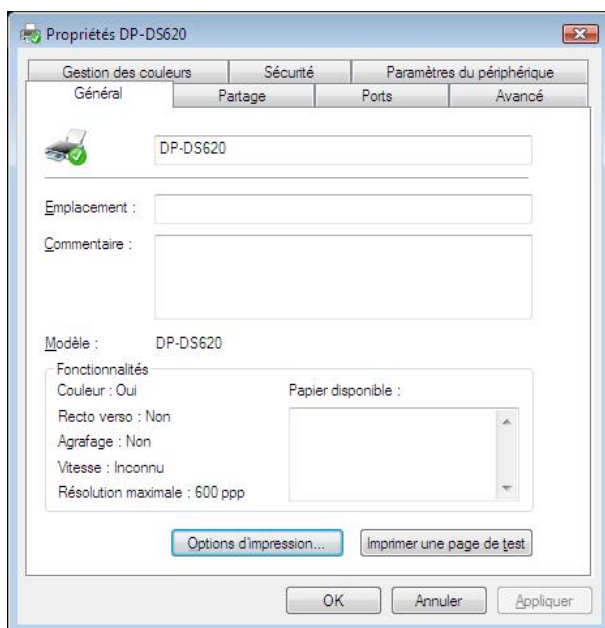 Propriétés DP-DS620
Gestion des couleurs
Sécurité
Paramètres du périphérique
Général
Partage
Ports
Avancé
DP-DS620
Emplacement :
Commentaire :
Modèle : DP-DS620
Fonctionnalités
Couleur : Oui
Papier disponible :
Recto verso : Non
Agrafage : Non
Vitesse : Inconnu
Résolution maximale : 600 ppp
Options d'impression...
Imprimer une page de test
OK
Annuler
Appliquer